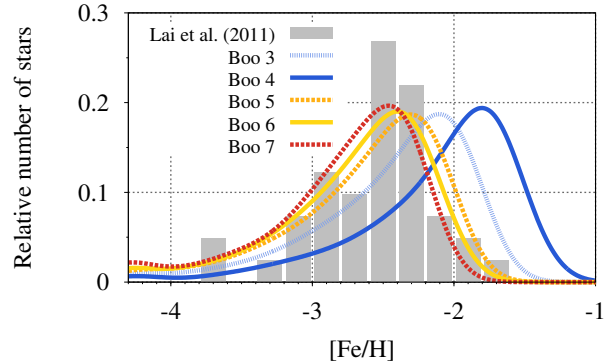 0.3
0.2
0.1
0
Relative number of stars
Lai et al. (2011)
Boo 3
Boo 4
Boo 5
Boo 6
Boo 7
-4
-3
-2
-1
[Fe/H]